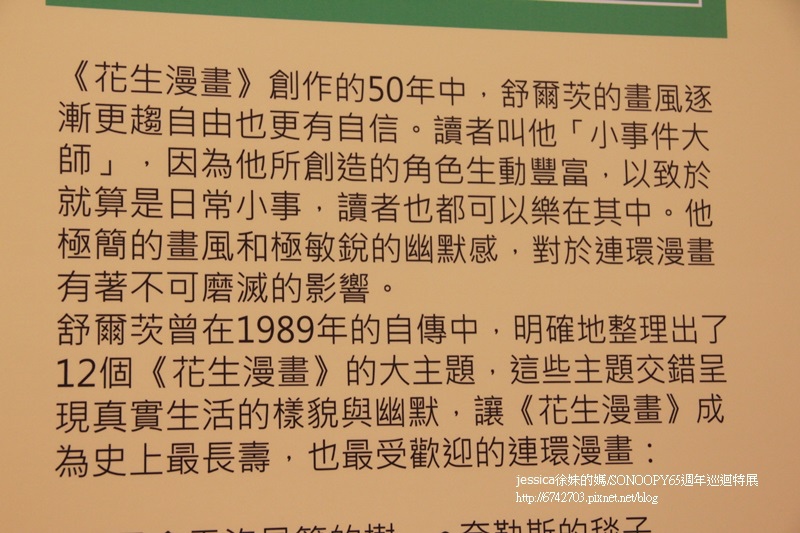 《花生漫畫》創作的50年中，舒爾茨的畫風逐
漸更趨自由也更有自信。讀者叫他「小事件大
師」，因為他所創造的角色生動豐富，以致於
就算是日常小事，讀者也都可以樂在其中。他
極簡的畫風和極敏銳的幽默感，對於連環漫畫
有著不可磨滅的影響。
舒爾茨曾在1989年的自傳中，明確地整理出了
12個《花生漫畫》的大主題，這些主題交錯呈
現真實生活的樣貌與幽默，讓《花生漫畫》成
為史上最長壽，也最受歡迎的連環漫畫：
jessica徐妹的媽/SONOOPY65週年巡迴特展
http://6742703.pixnet.net/blog
的樹 。奈勒斯的毯子